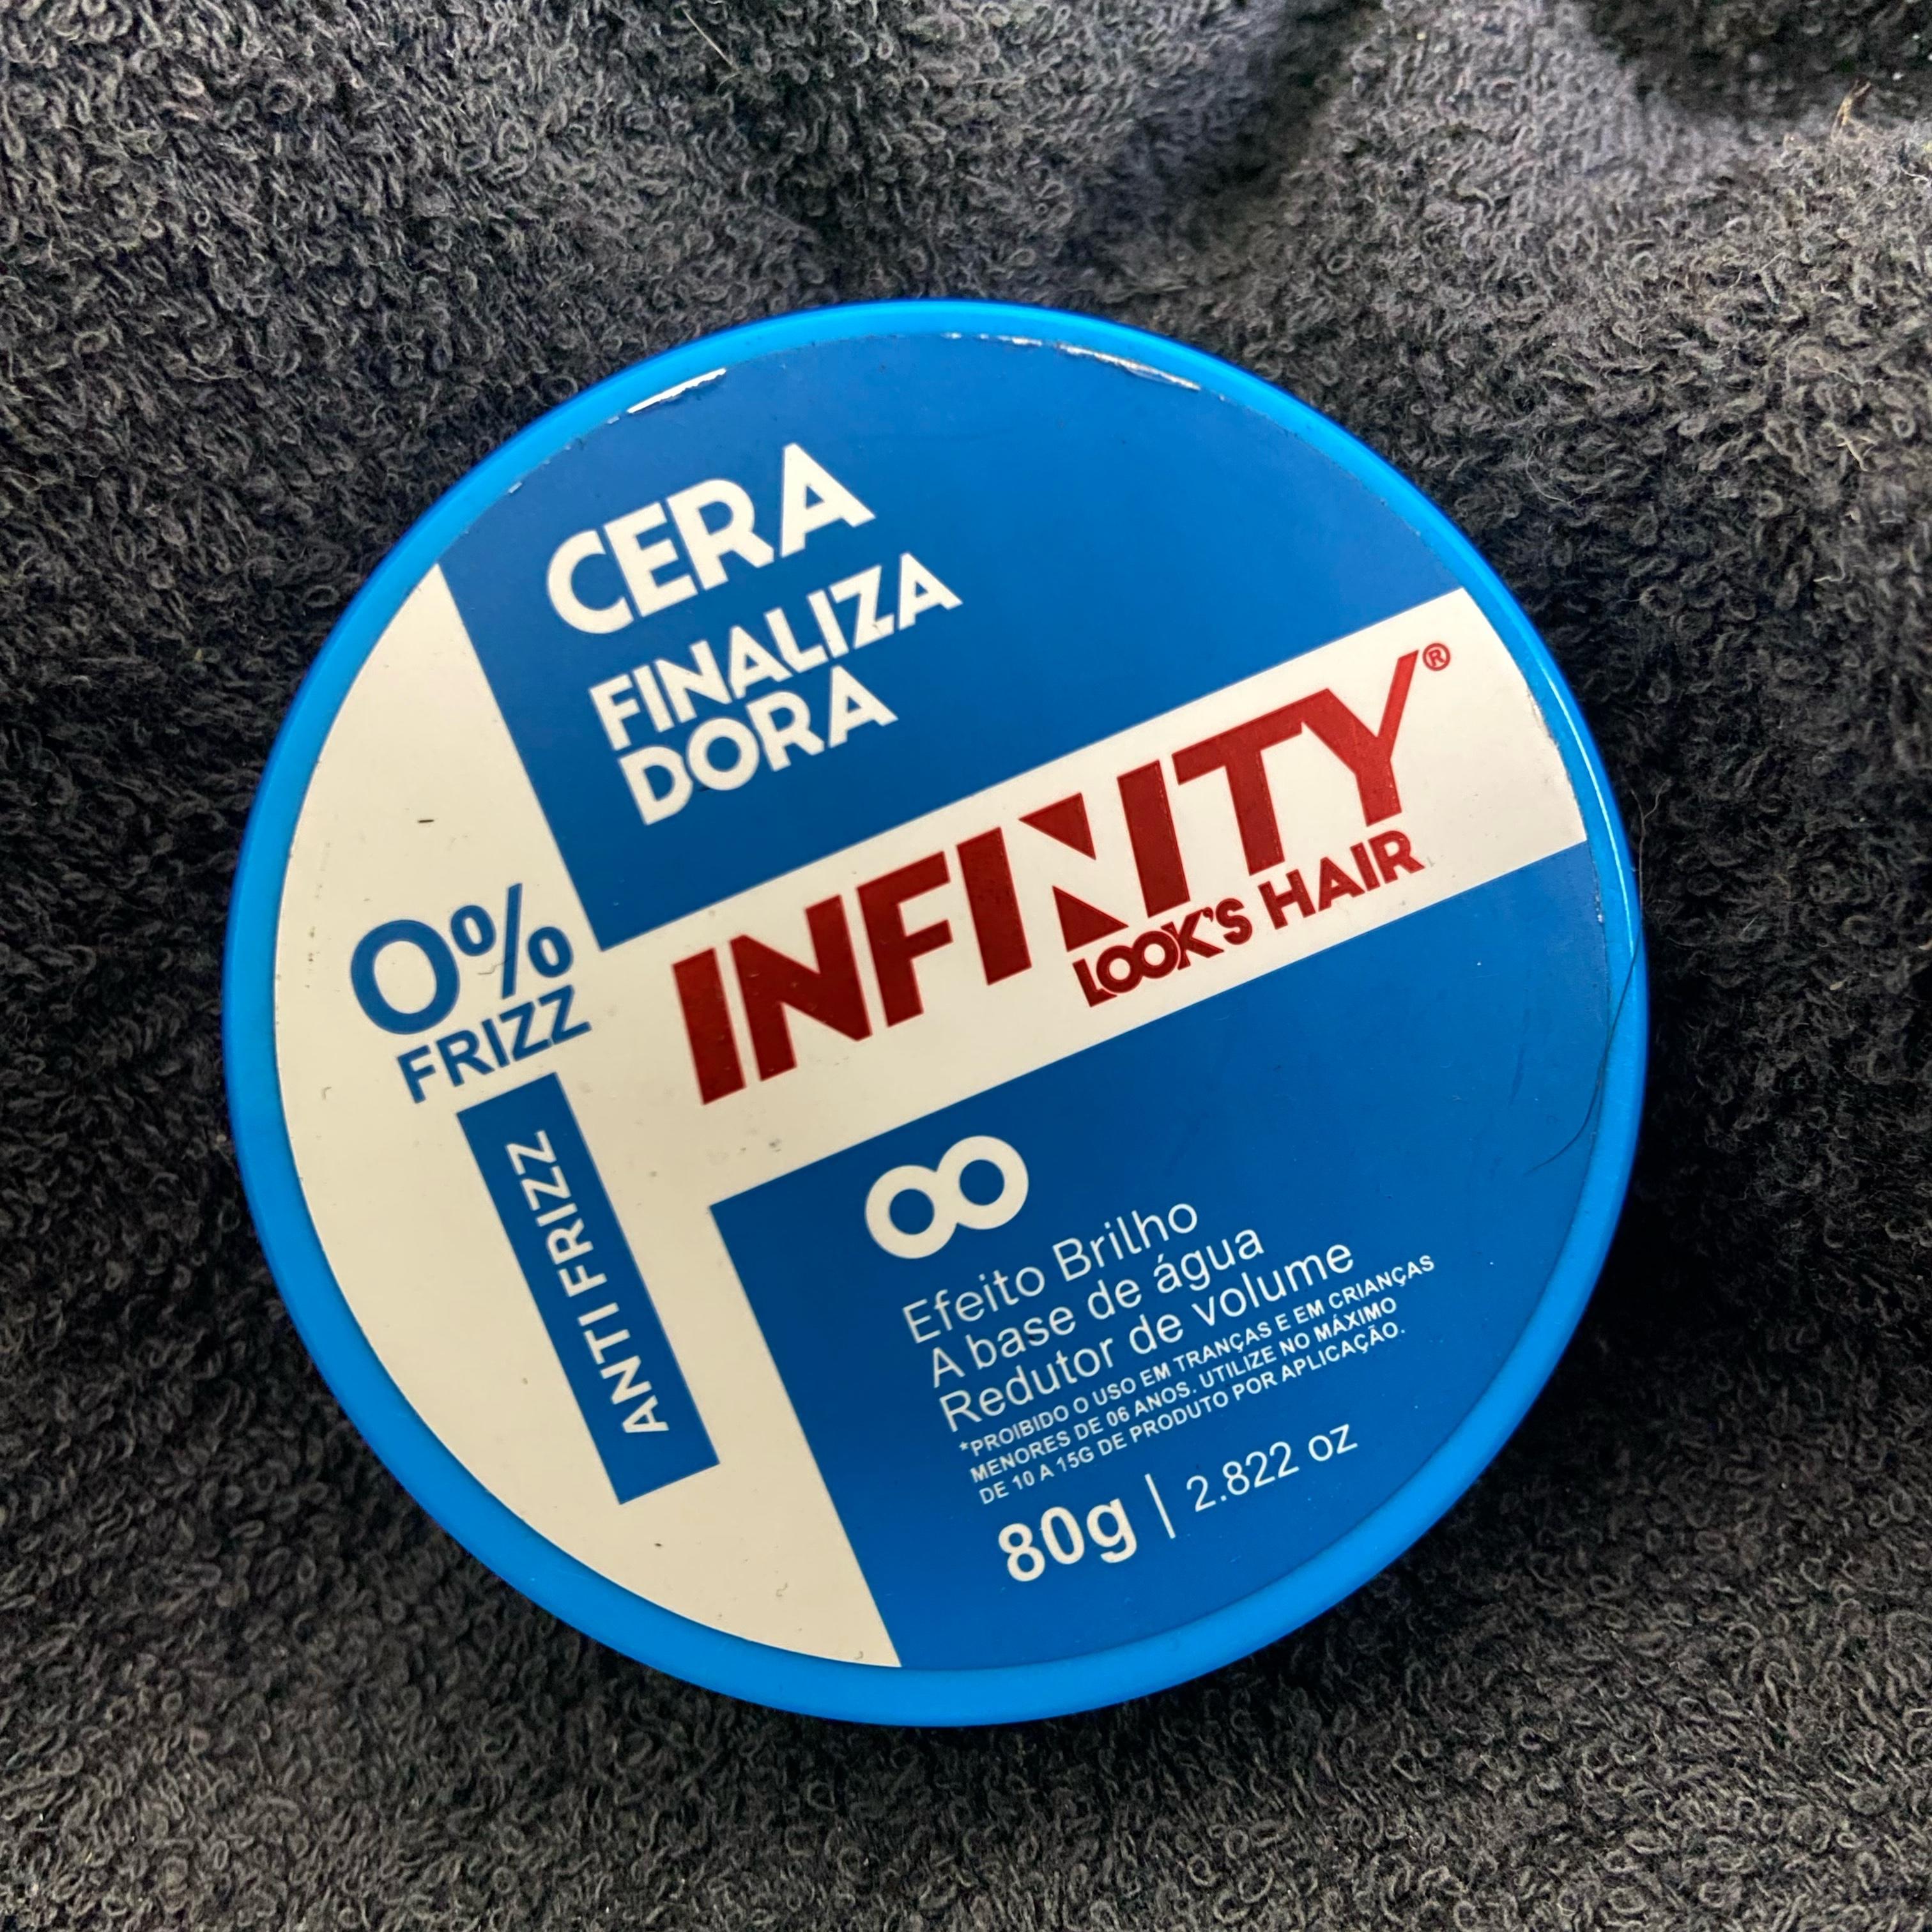 CERA
FINALIZA
DORA
INFINITY®
LOOK'S HAIR
0%
FRIZZ
ANTI FRIZZ
Efeito Brilho
A base de água
Redutor de volume
*PROIBIDO O USO EM TRANÇAS E EM CRIANÇAS
MENORES DE 06 ANOS. UTILIZE NO MÁXIMO
DE 10 A 15G DE PRODUTO POR APLICAÇÃO.
80g | 2.822 oz